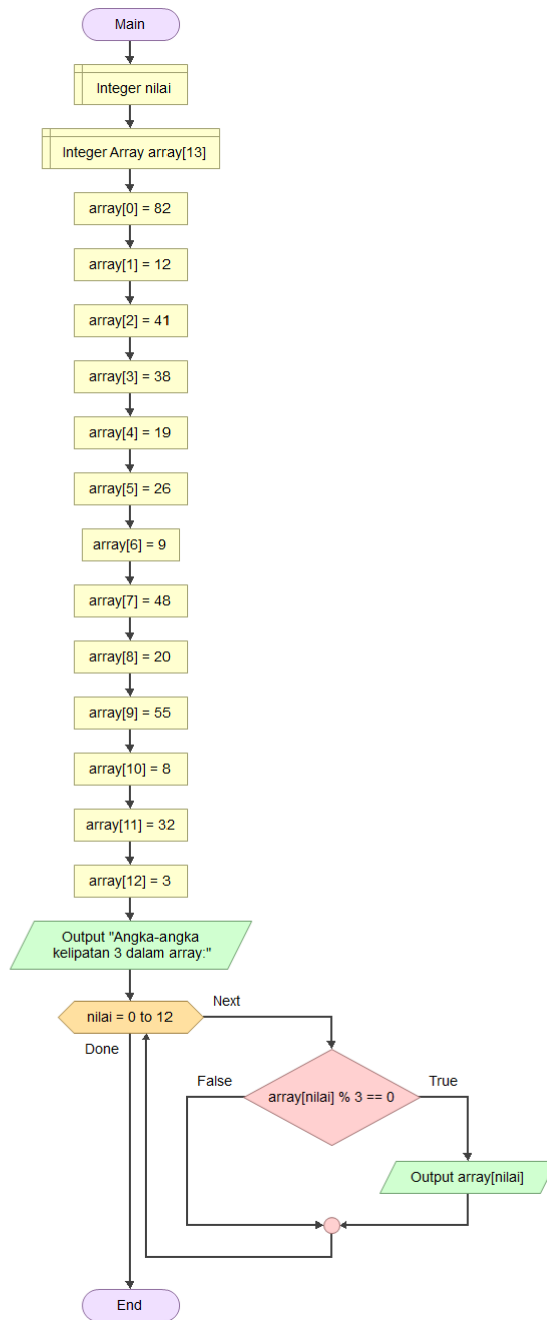 Main
Integer nilai
Integer Array array[13]
array[0] = 82
array[1] = 12
array[2] = 41
array[3] = 38
array[4] = 19
array[5] = 26
array[6] = 9
array[7] = 48
array[8] = 20
array[9] = 55
array[10] = 8
array[11] = 32
array[12] = 3
Output "Angka-angka
kelipatan 3 dalam array:"
nilai = 0 to 12
Next
Done
False
array[nilai] % 3 == 0
True
Output array[nilai]
End